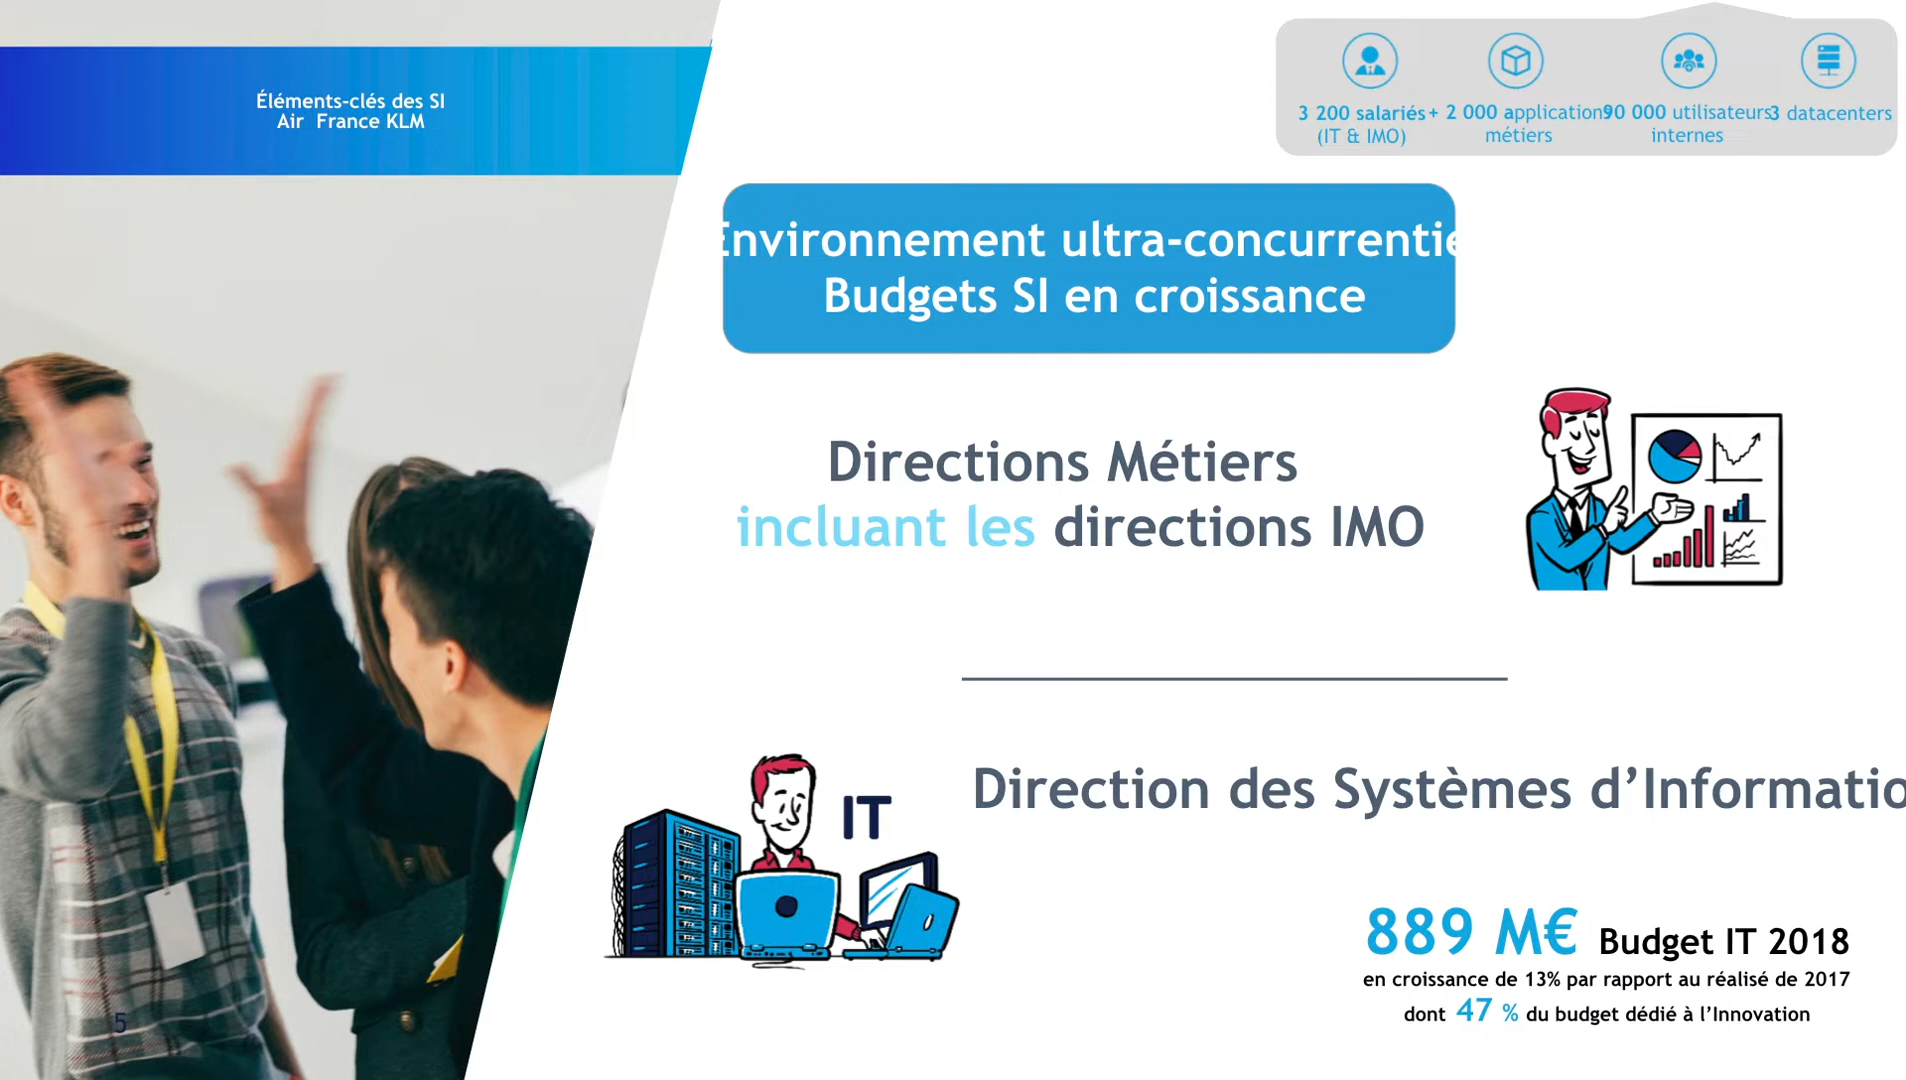 Éléments-clés des SI
Air France KLM
3 200 salariés
(IT & IMO)
+ 2 000 application
métiers
90 000 utilisateurs
internes
3 datacenters
Environnement ultra-concurrentie
Budgets SI en croissance
Directions Métiers
incluant les directions IMO
IT
Direction des Systèmes d’Informatio
889 M€ Budget IT 2018
en croissance de 13% par rapport au réalisé de 2017
dont 47 % du budget dédié à l’Innovation
5